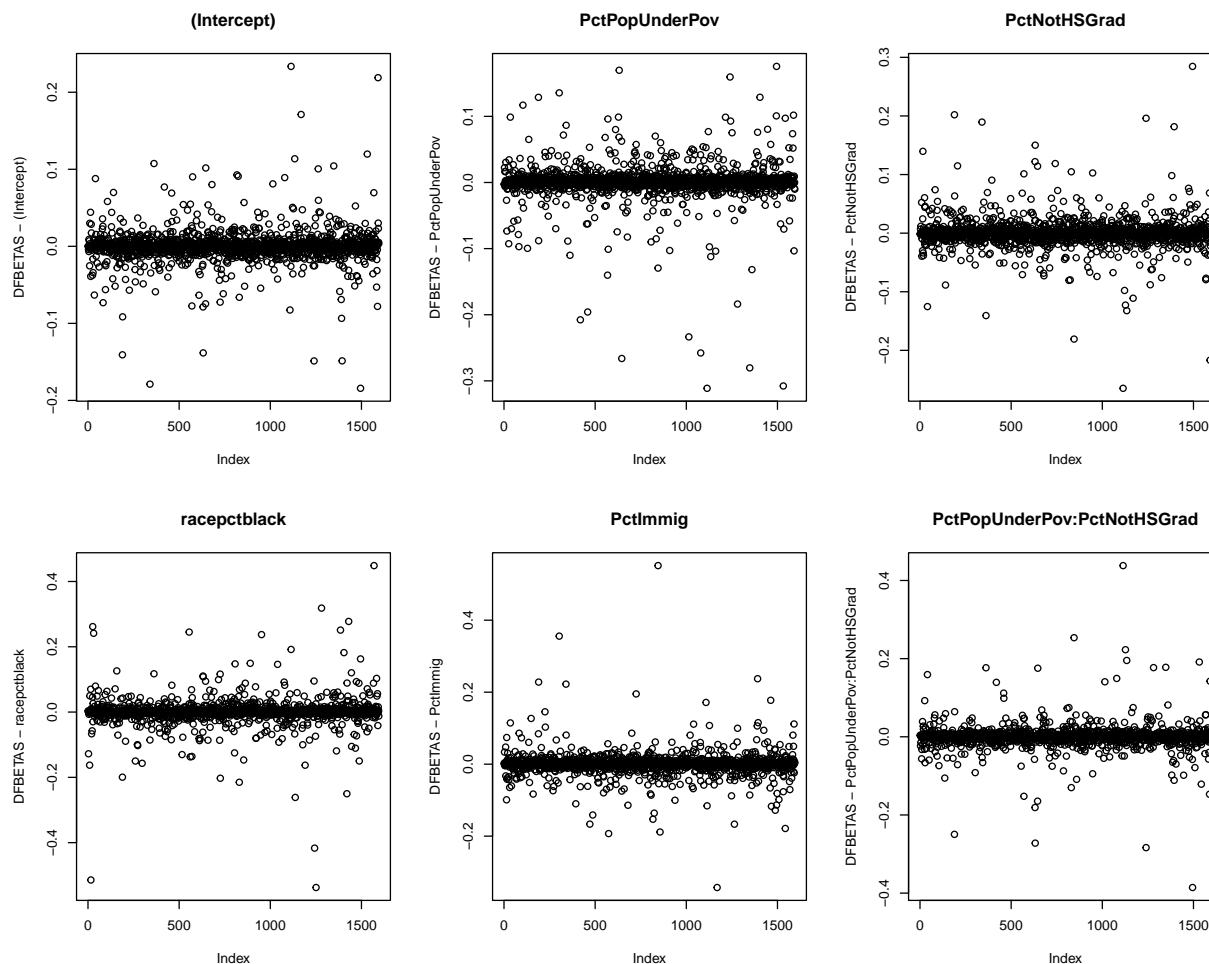 (Intercept)
DFBETAS − (Intercept)
0.2
0.1
0.0
−0.1
−0.2
0 500 1000 1500
Index
PctPopUnderPov
DFBETAS − PctPopUnderPov
0.1
0.0
−0.1
−0.2
−0.3
0 500 1000 1500
Index
PctNotHSGrad
DFBETAS − PctNotHSGrad
0.3
0.2
0.1
0.0
−0.1
−0.2
0 500 1000 1500
Index
racepctblack
DFBETAS − racepctblack
0.4
0.2
0.0
−0.2
−0.4
0 500 1000 1500
Index
PctImmig
DFBETAS − PctImmig
0.4
0.2
0.0
−0.2
0 500 1000 1500
Index
PctPopUnderPov:PctNotHSGrad
DFBETAS − PctPopUnderPov:PctNotHSGrad
0.4
0.2
0.0
−0.2
−0.4
0 500 1000 1500
Index